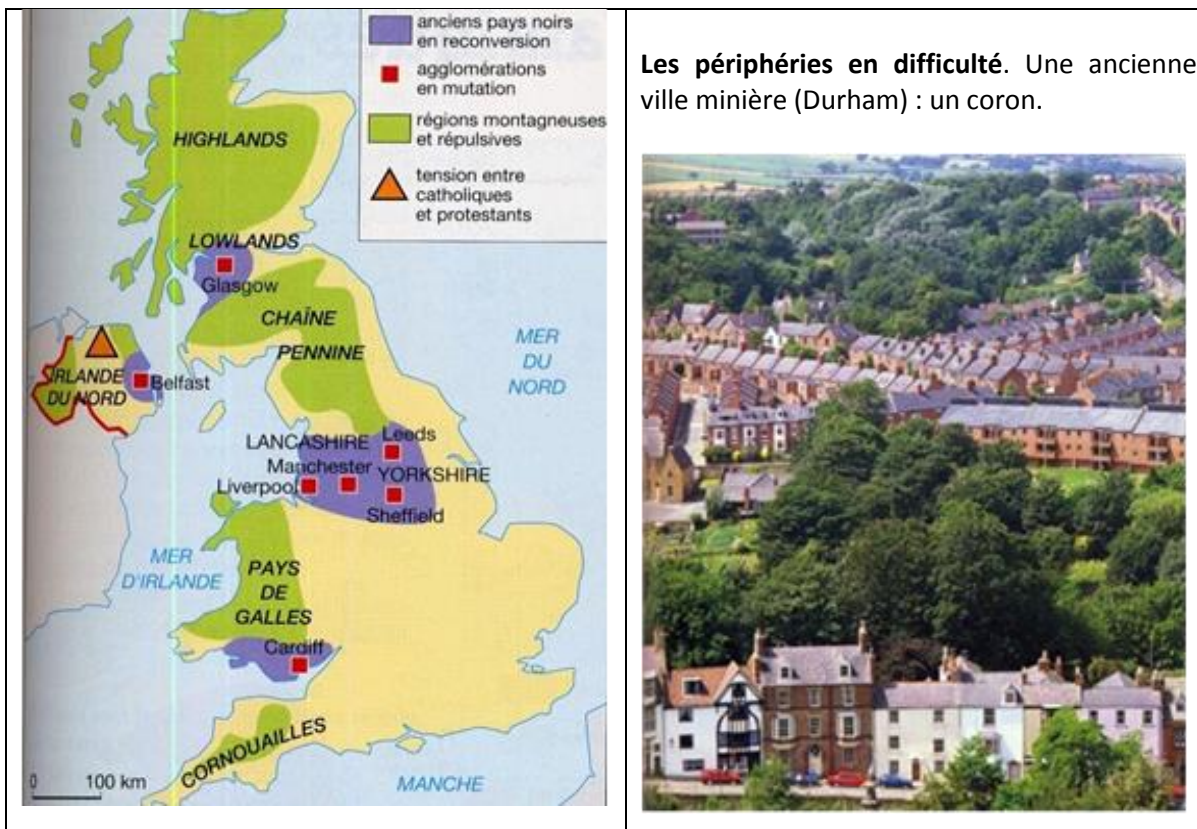 anciens pays noirs
en reconversion
agglomérations
en mutation
régions montagneuses
et répulsives
tension entre
catholiques
et protestants
HIGHLANDS
LOWLANDS
Glasgow
CHAÎNE
PENNINE
MER
DU
NORD
IRLANDE
DU NORD
Belfast
LANCASHIRE
Leeds
Manchester
YORKSHIRE
Liverpool
Sheffield
MER
D'IRLANDE
PAYS
DE
GALLES
Cardiff
CORNOUAILLES
0 100 km
MANCHE
Les périphéries en difficulté. Une ancienne
ville minière (Durham) : un coron.